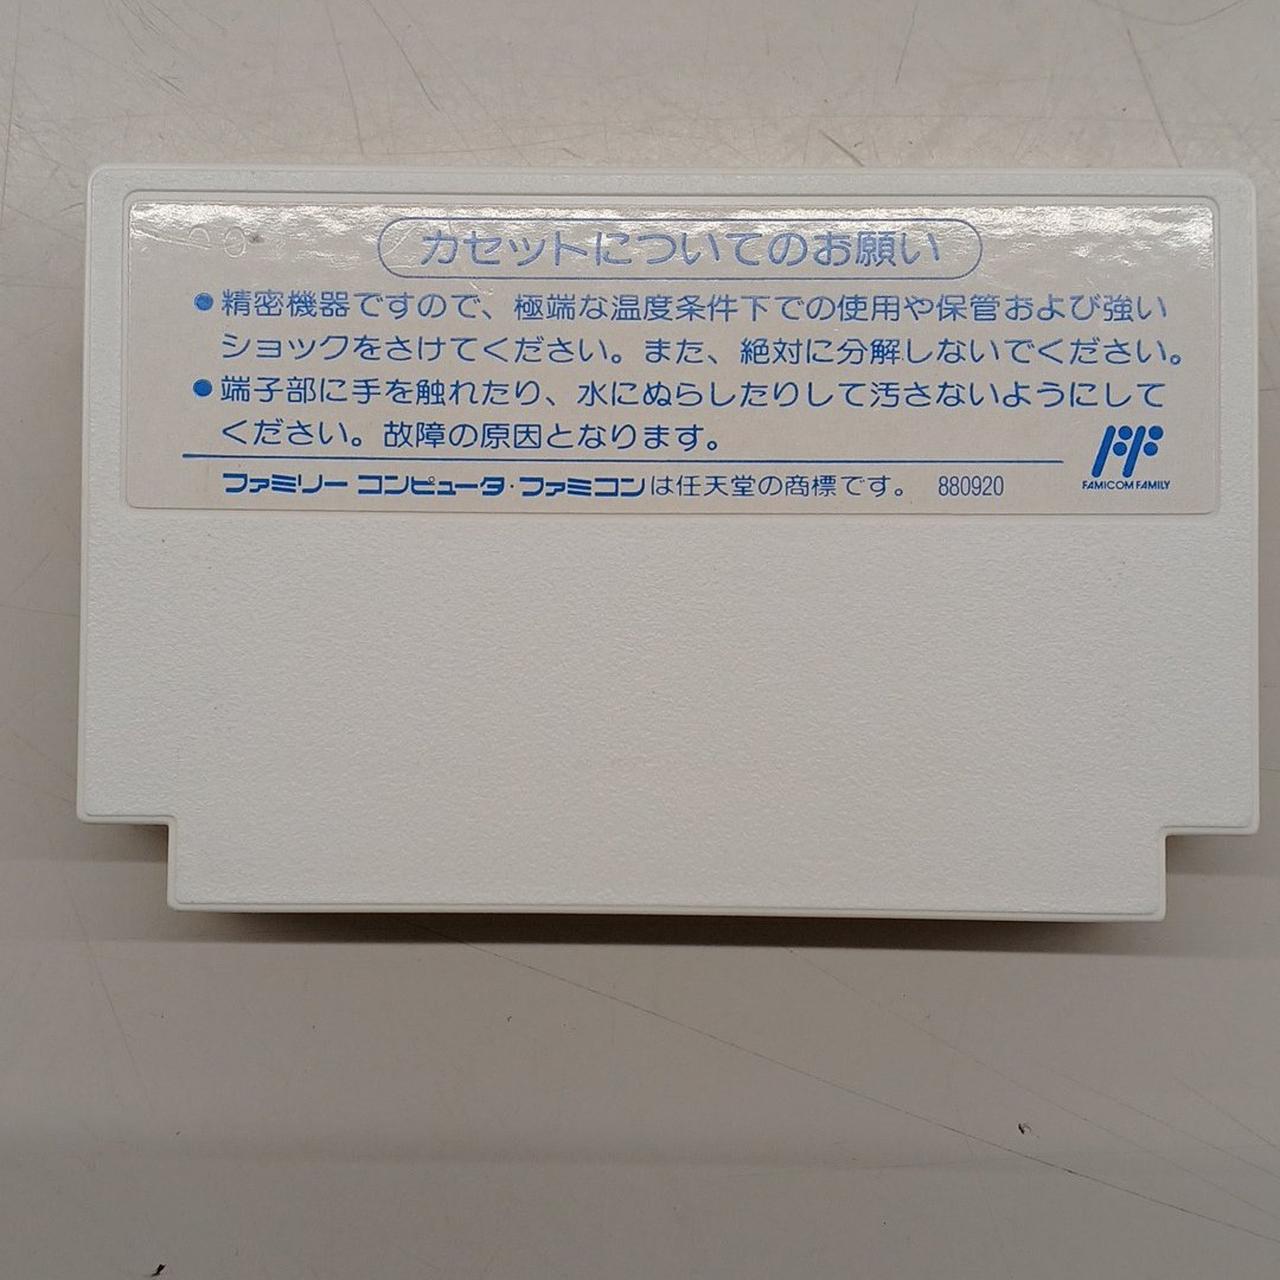 カセットについてのお願い
●精密機器ですので、極端な温度条件下での使用や保管および強い
ショックをさけてください。また、絶対に分解しないでください。
●端子部に手を触れたり、水にぬらしたりして汚さないようにして
ください。故障の原因となります。
ファミリーコンピュータ・ファミコンは任天堂の商標です。 880920
FAMICOM FAMILY